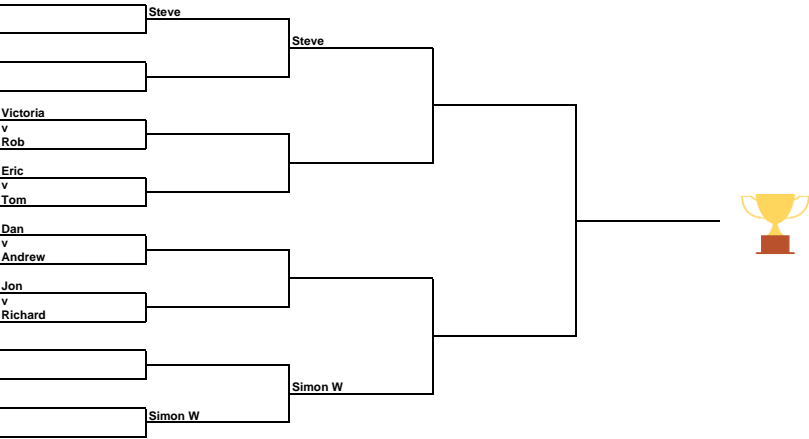 Steve
Steve
Victoria
v
Rob
Eric
v
Tom
Dan
v
Andrew
Jon
v
Richard
Simon W
Simon W